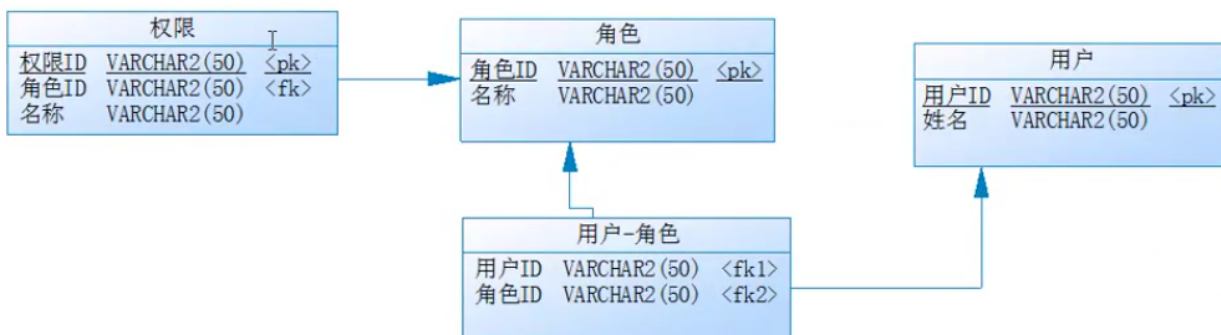 权限
权限ID VARCHAR2(50) <pk>
角色ID VARCHAR2(50) <fk>
名称 VARCHAR2(50)
角色
角色ID VARCHAR2(50) <pk>
名称 VARCHAR2(50)
用户
用户ID VARCHAR2(50) <pk>
姓名 VARCHAR2(50)
用户-角色
用户ID VARCHAR2(50) <fk1>
角色ID VARCHAR2(50) <fk2>